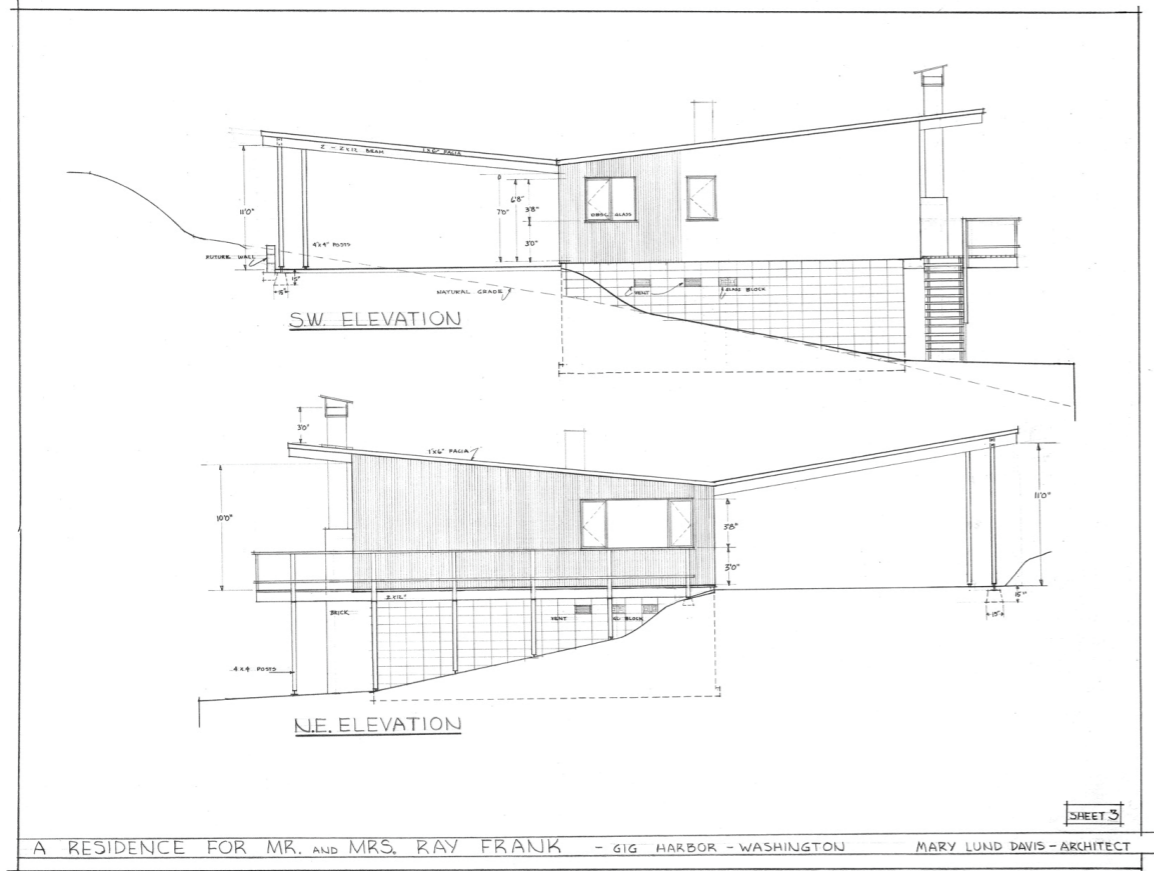 2 - 2x12 BEAM
1x6" FACIA
11'0"
7'0"
6'8"
3'8"
3'0"
OBSC. GLASS
4"x4" POSTS
FUTURE WALL
15"
15"
NATURAL GRADE
VENT
GLASS BLOCK
S.W. ELEVATION
3'0"
1x6" FACIA
10'0"
3'8"
3'0"
11'0"
2x12"
BRICK
VENT
GL. BLOCK
15"
15"
4x4 POSTS
N.E. ELEVATION
SHEET 3
A RESIDENCE FOR MR. AND MRS. RAY FRANK - GIG HARBOR - WASHINGTON MARY LUND DAVIS - ARCHITECT